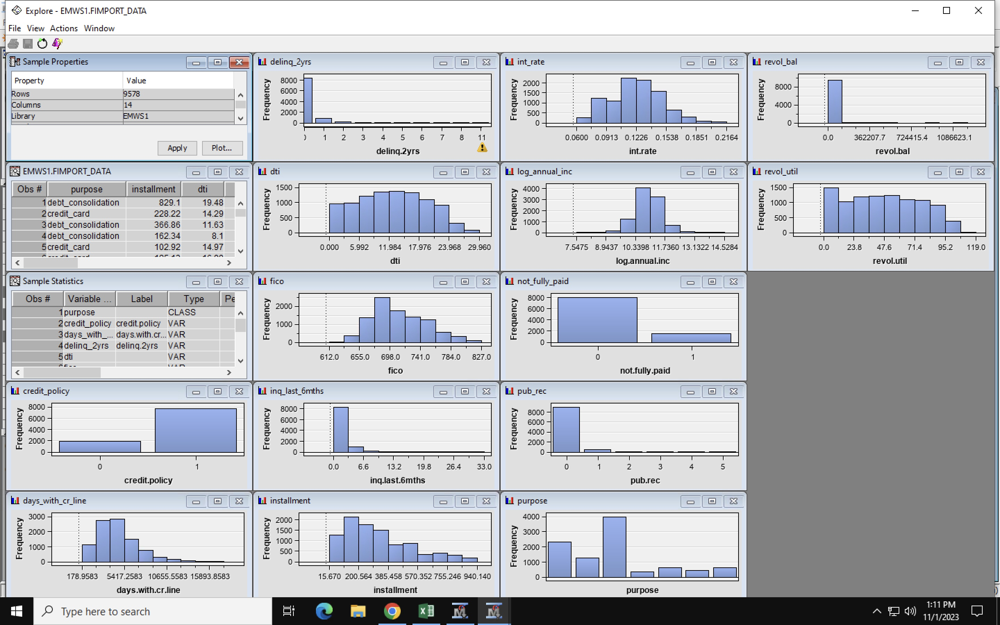 Explore - EMWS1.FIMPORT_DATA
File View Actions Window
Sample Properties
Property Value
Rows 9578
Columns 14
Library EMWS1
Apply Plot...
delinq_2yrs
Frequency
8000
6000
4000
2000
0
1 2 3 4 5 6 7 8 11
delinq.2yrs
int_rate
Frequency
2000
1500
1000
500
0
0.0600 0.0913 0.1226 0.1538 0.1851 0.2164
int.rate
revol_bal
Frequency
8000
4000
0
0.0 362207.7 724415.4 1086623.1
revol.bal
EMWS1.FIMPORT_DATA
Obs # purpose installment dti
1 debt_consolidation 829.1 19.48
2 credit_card 228.22 14.29
3 debt_consolidation 366.86 11.63
4 debt_consolidation 162.34 8.1
5 credit_card 102.92 14.97
dti
Frequency
1500
1000
500
0
0.000 5.992 11.984 17.976 23.968 29.960
dti
log_annual_inc
Frequency
4000
3000
2000
1000
0
7.5475 8.9437 10.3398 11.7360 13.1322 14.5284
log.annual.inc
revol_util
Frequency
1500
1000
500
0
0.0 23.8 47.6 71.4 95.2 119.0
revol.util
Sample Statistics
Obs # Variable ... Label Type Pe
1 purpose CLASS
2 credit_policy credit.policy VAR
3 days_with_... days.with.cr... VAR
4 delinq_2yrs delinq.2yrs VAR
5 dti VAR
fico
Frequency
2000
1000
0
612.0 655.0 698.0 741.0 784.0 827.0
fico
not_fully_paid
Frequency
8000
6000
4000
2000
0
0 1
not.fully.paid
credit_policy
Frequency
8000
6000
4000
2000
0
0 1
credit.policy
inq_last_6mths
Frequency
8000
6000
4000
2000
0
0.0 6.6 13.2 19.8 26.4 33.0
inq.last.6mths
pub_rec
Frequency
8000
6000
4000
2000
0
0 1 2 3 4 5
pub.rec
days_with_cr_line
Frequency
3000
2000
1000
0
178.9583 5417.2583 10655.5583 15893.8583
days.with.cr.line
installment
Frequency
2000
1500
1000
500
0
15.670 200.564 385.458 570.352 755.246 940.140
installment
purpose
Frequency
4000
3000
2000
1000
0
purpose
Type here to search
1:11 PM
11/1/2023